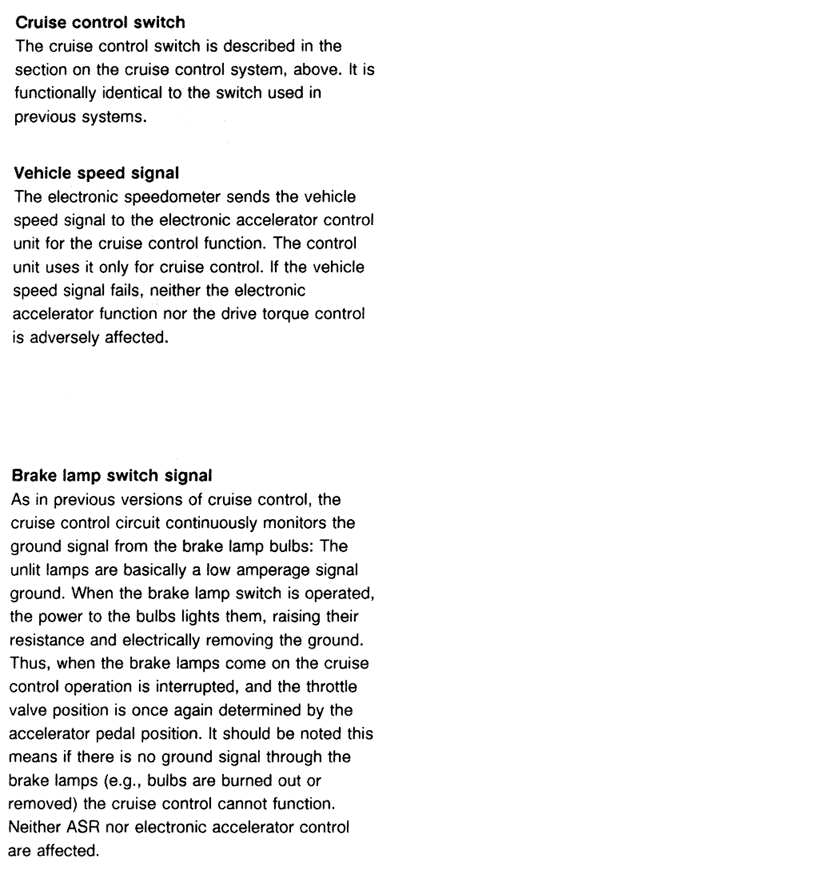 Cruise control switch
The cruise control switch is described in the
section on the cruise control system, above. It is
functionally identical to the switch used in
previous systems.
Vehicle speed signal
The electronic speedometer sends the vehicle
speed signal to the electronic accelerator control
unit for the cruise control function. The control
unit uses it only for cruise control. If the vehicle
speed signal fails, neither the electronic
accelerator function nor the drive torque control
is adversely affected.
Brake lamp switch signal
As in previous versions of cruise control, the
cruise control circuit continuously monitors the
ground signal from the brake lamp bulbs: The
unlit lamps are basically a low amperage signal
ground. When the brake lamp switch is operated,
the power to the bulbs lights them, raising their
resistance and electrically removing the ground.
Thus, when the brake lamps come on the cruise
control operation is interrupted, and the throttle
valve position is once again determined by the
accelerator pedal position. It should be noted this
means if there is no ground signal through the
brake lamps (e.g., bulbs are burned out or
removed) the cruise control cannot function.
Neither ASR nor electronic accelerator control
are affected.